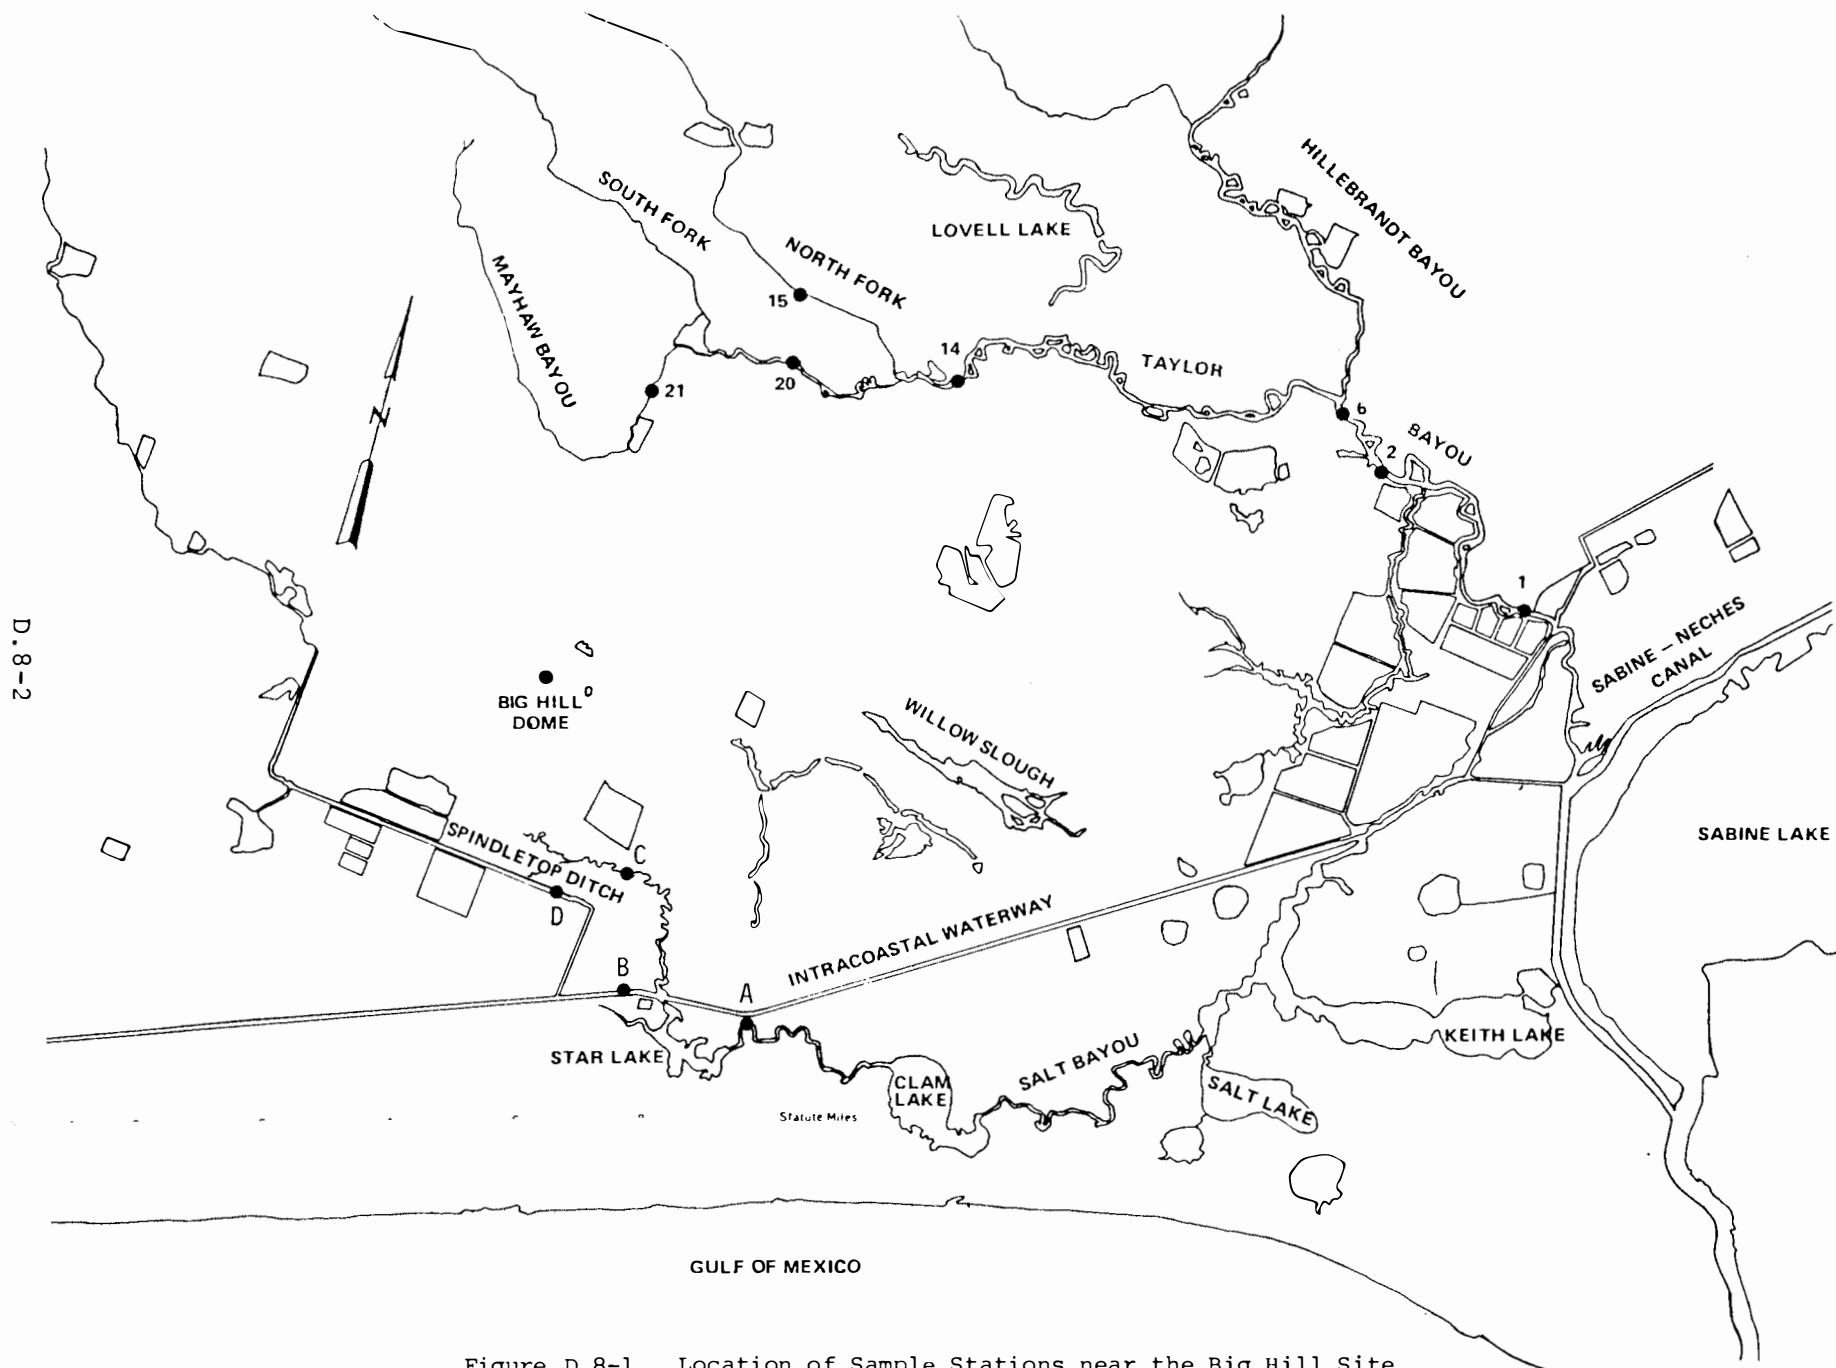 HILLEBRANDT BAYOU
SOUTH FORK
LOVELL LAKE
NORTH FORK
MAYHAW BAYOU
15
14
TAYLOR
20
21
N
6
BAYOU
2
1
SABINE - NECHES
CANAL
D.8-2
BIG HILL
DOME
WILLOW SLOUGH
SPINDLETOP DITCH
C
D
SABINE LAKE
INTRACOASTAL WATERWAY
B
A
STAR LAKE
KEITH LAKE
SALT BAYOU
CLAM
LAKE
SALT LAKE
Statute Miles
GULF OF MEXICO
Figure D.8-1 Location of Sample Stations near the Big Hill Site